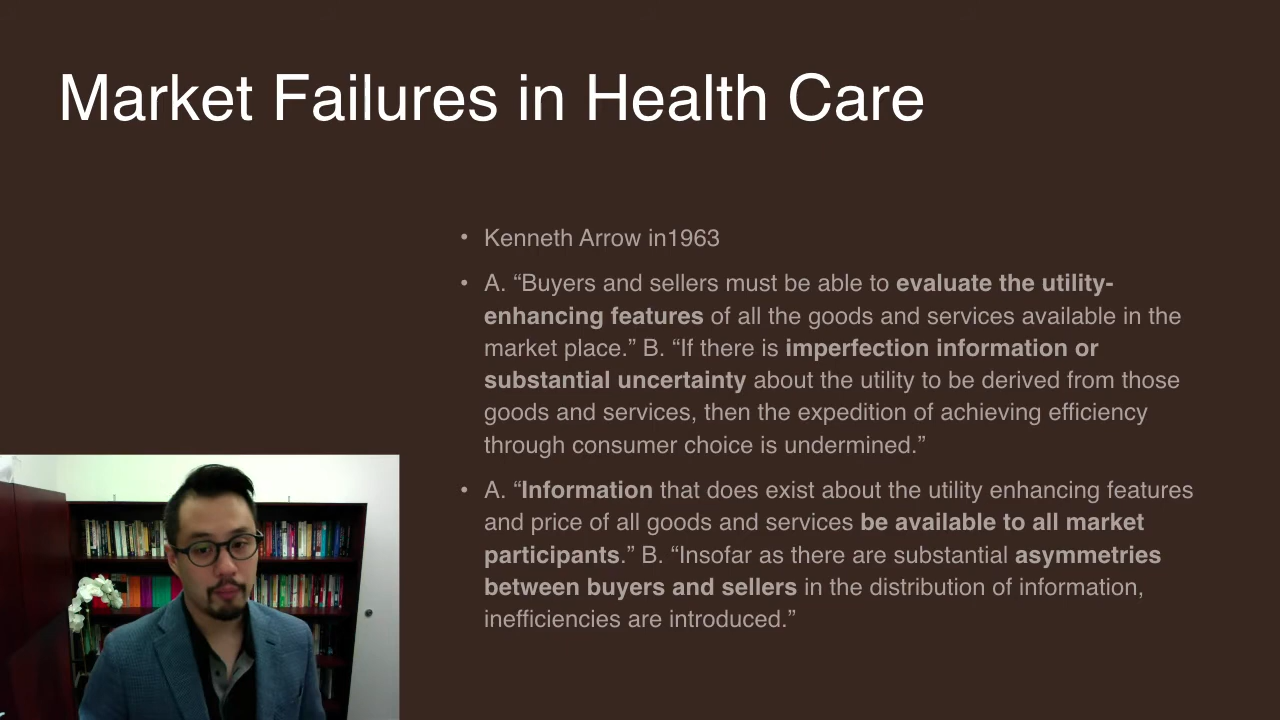 Market Failures in Health Care
• Kenneth Arrow in1963
• A. “Buyers and sellers must be able to evaluate the utility-
enhancing features of all the goods and services available in the
market place.” B. “If there is imperfection information or
substantial uncertainty about the utility to be derived from those
goods and services, then the expedition of achieving efficiency
through consumer choice is undermined.”
• A. “Information that does exist about the utility enhancing features
and price of all goods and services be available to all market
participants.” B. “Insofar as there are substantial asymmetries
between buyers and sellers in the distribution of information,
inefficiencies are introduced.”